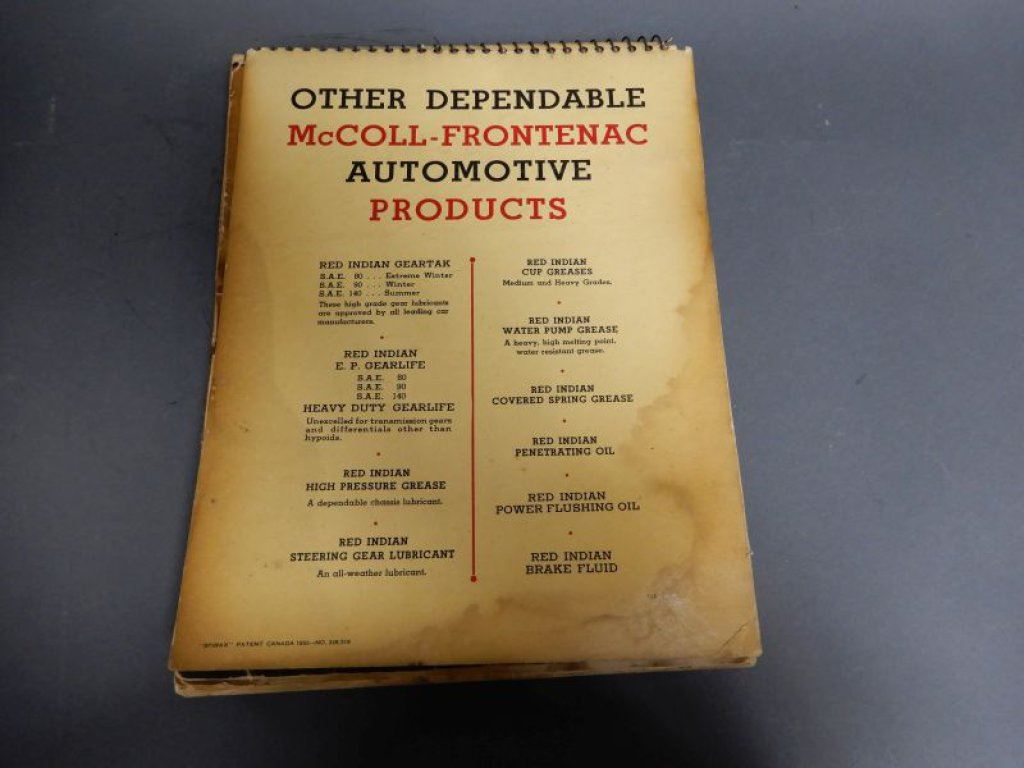 OTHER DEPENDABLE
McCOLL-FRONTENAC
AUTOMOTIVE
PRODUCTS
RED INDIAN GEARTAK
S.A.E. 80 . . . Extreme Winter
S.A.E. 90 . . . Winter
S.A.E. 140 . . . Summer
These high grade gear lubricants
are approved by all leading car
manufacturers.
RED INDIAN
E. P. GEARLIFE
S.A.E. 80
S.A.E. 90
S.A.E. 140
HEAVY DUTY GEARLIFE
Unexcelled for transmission gears
and differentials other than
hypoids.
RED INDIAN
HIGH PRESSURE GREASE
A dependable chassis lubricant.
RED INDIAN
STEERING GEAR LUBRICANT
An all-weather lubricant.
RED INDIAN
CUP GREASES
Medium and Heavy Grades.
RED INDIAN
WATER PUMP GREASE
A heavy, high melting point,
water resistant grease.
RED INDIAN
COVERED SPRING GREASE
RED INDIAN
PENETRATING OIL
RED INDIAN
POWER FLUSHING OIL
RED INDIAN
BRAKE FLUID
PATENT CANADA